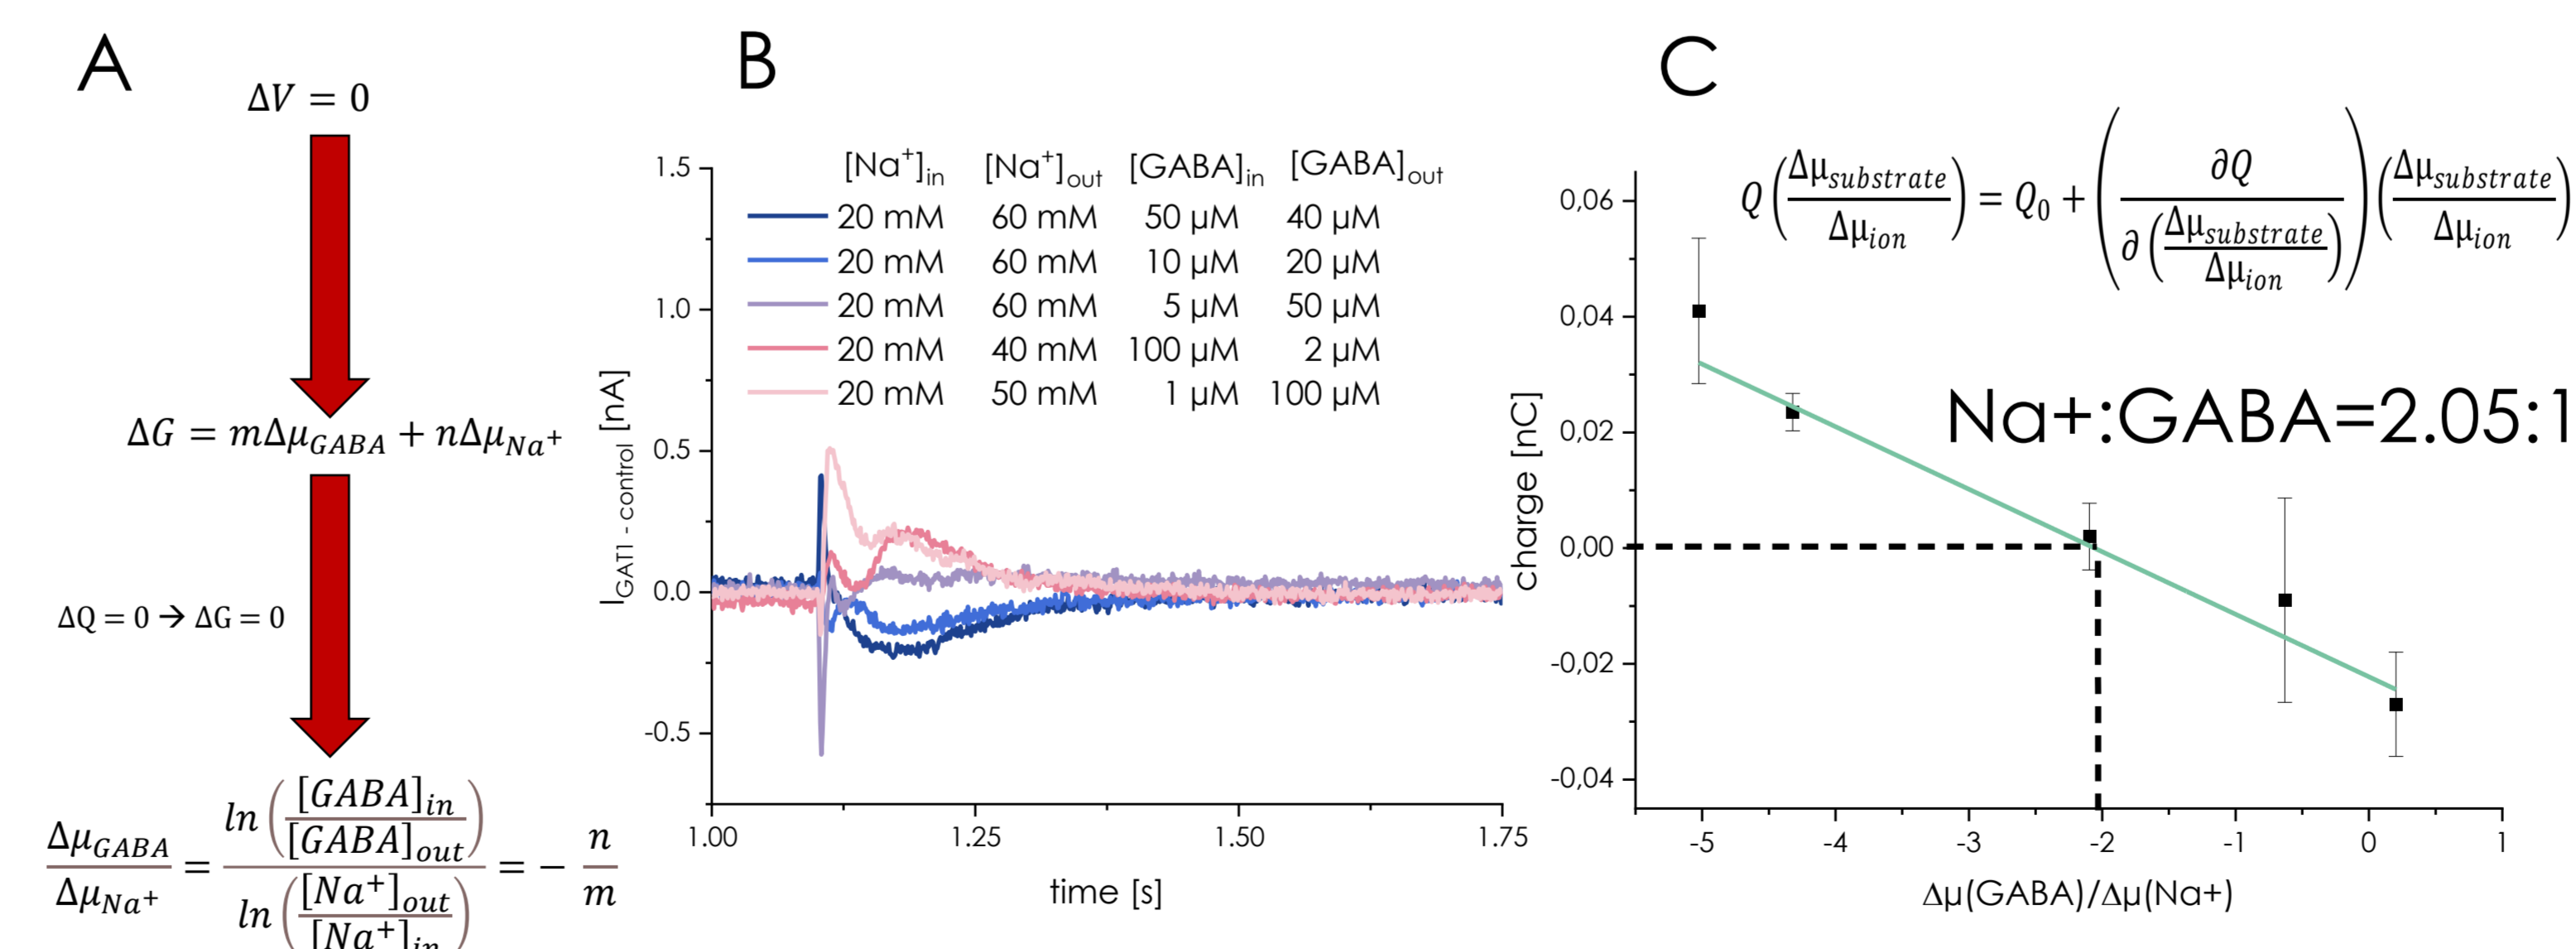 A
ΔV = 0
ΔG = mΔμ_GABA + nΔμ_Na⁺
ΔQ = 0 → ΔG = 0
Δμ_GABA / Δμ_Na⁺ = ln([GABA]_in / [GABA]_out) / ln([Na⁺]_out / [Na⁺]_in) = − n / m
B
[Na⁺]in [Na⁺]out [GABA]in [GABA]out
20 mM 60 mM 50 µM 40 µM
20 mM 60 mM 10 µM 20 µM
20 mM 60 mM 5 µM 50 µM
20 mM 40 mM 100 µM 2 µM
20 mM 50 mM 1 µM 100 µM
I GAT1 - control [nA]
1.5
1.0
0.5
0.0
-0.5
1.00 1.25 1.50 1.75
time [s]
C
Q(Δμ_substrate / Δμ_ion) = Q₀ + (∂Q / ∂(Δμ_substrate / Δμ_ion)) (Δμ_substrate / Δμ_ion)
Na+:GABA=2.05:1
charge [nC]
0,06
0,04
0,02
0,00
-0,02
-0,04
-5 -4 -3 -2 -1 0 1
Δµ(GABA)/Δµ(Na+)